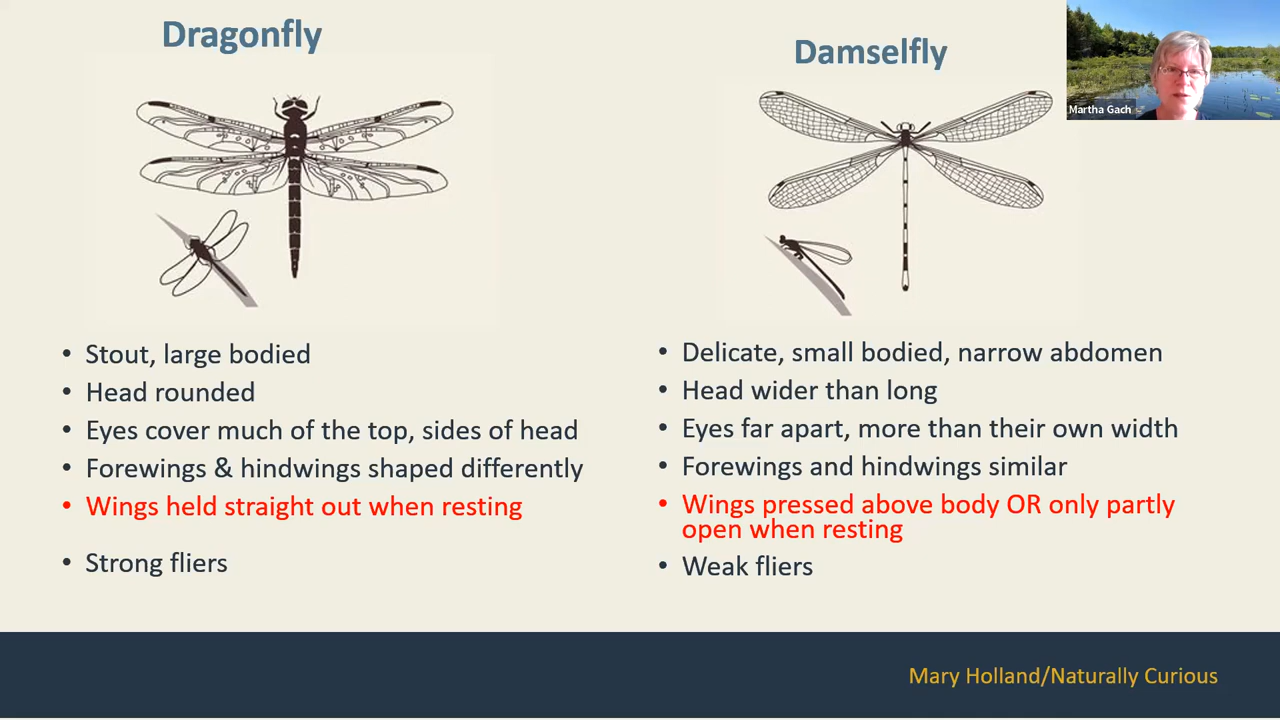 Dragonfly
Damselfly
Martha Gach
• Stout, large bodied
• Head rounded
• Eyes cover much of the top, sides of head
• Forewings & hindwings shaped differently
• Wings held straight out when resting
• Strong fliers
• Delicate, small bodied, narrow abdomen
• Head wider than long
• Eyes far apart, more than their own width
• Forewings and hindwings similar
• Wings pressed above body OR only partly
open when resting
• Weak fliers
Mary Holland/Naturally Curious